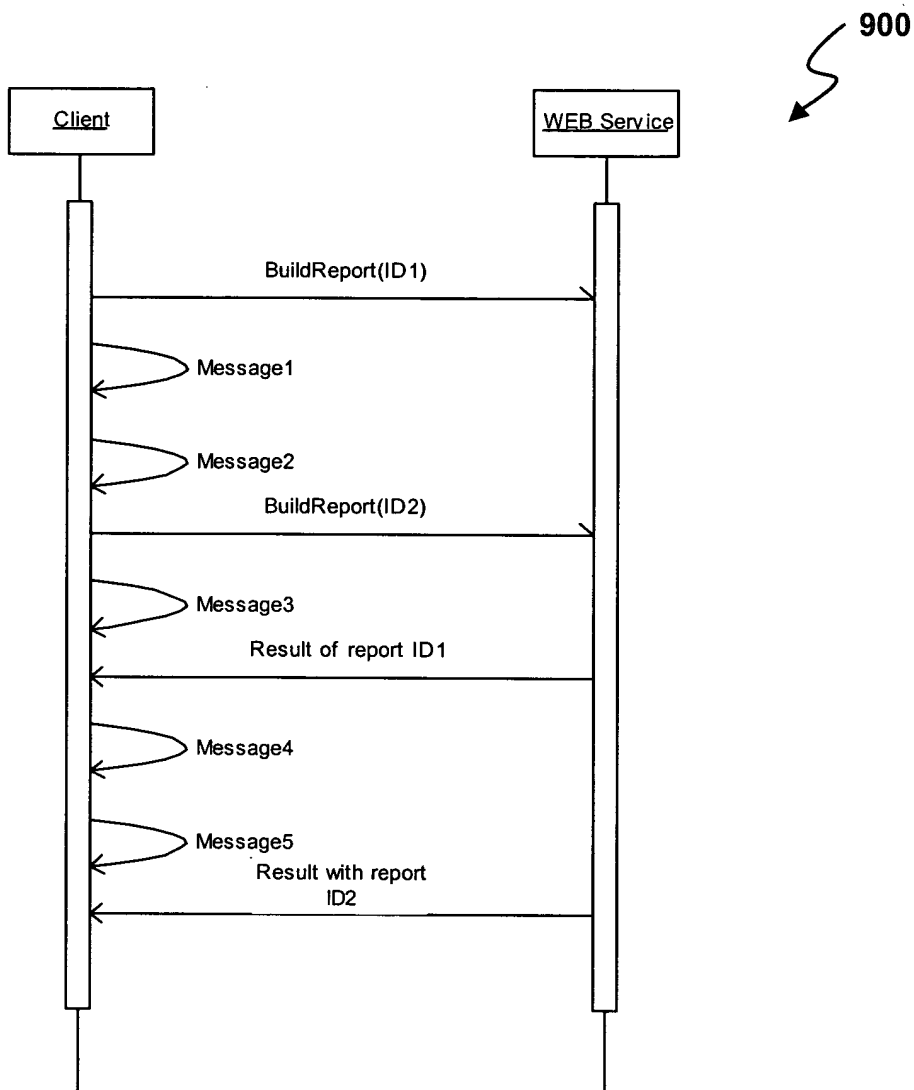 900
Client
WEB Service
BuildReport(ID1)
Message1
Message2
BuildReport(ID2)
Message3
Result of report ID1
Message4
Message5
Result with report
ID2